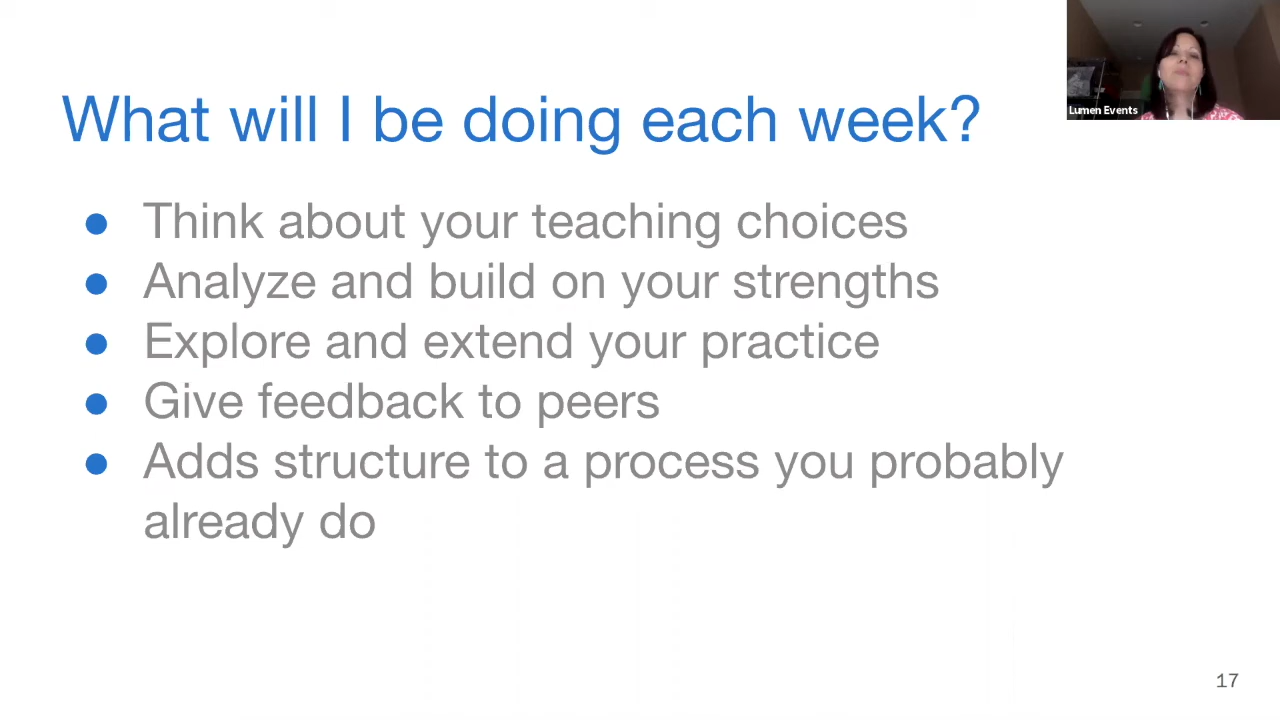 What will I be doing each week?
Lumen Events
● Think about your teaching choices
● Analyze and build on your strengths
● Explore and extend your practice
● Give feedback to peers
● Adds structure to a process you probably
already do
17